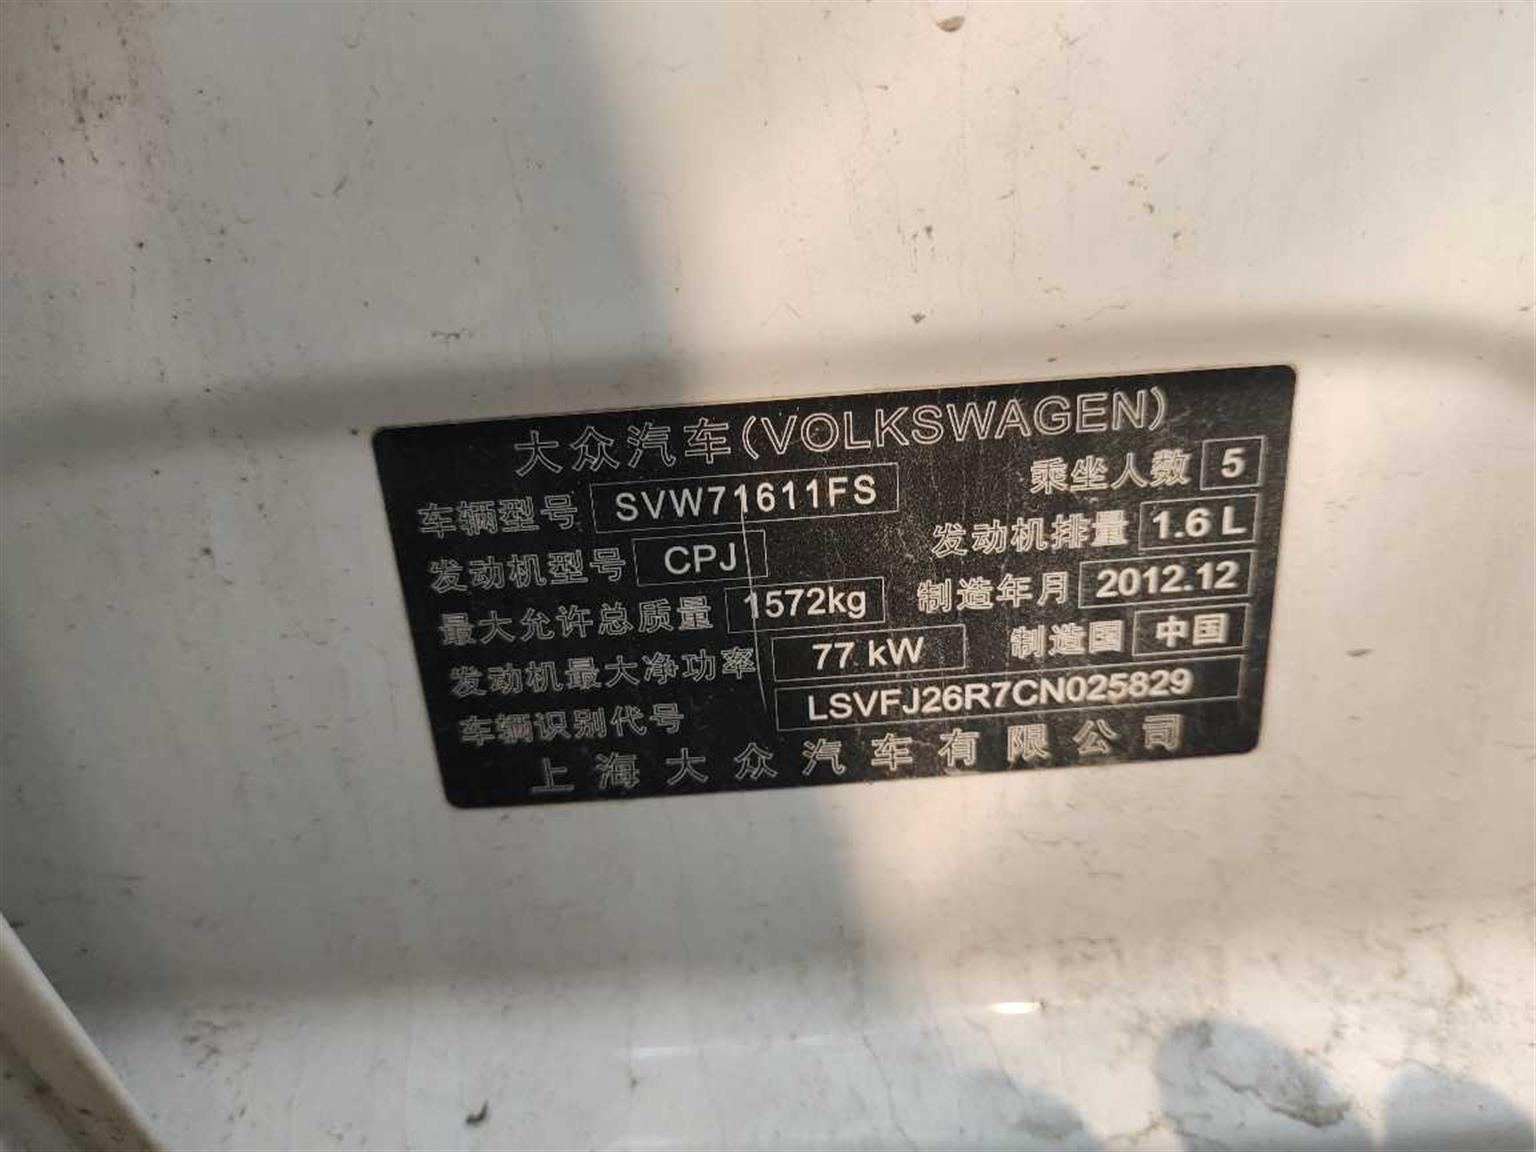 大众汽车(VOLKSWAGEN)
车辆型号 SVW71611FS 乘坐人数 5
发动机型号 CPJ 发动机排量 1.6 L
最大允许总质量 1572kg 制造年月 2012.12
发动机最大净功率 77 kW 制造国 中国
车辆识别代号 LSVFJ26R7CN025829
上海大众汽车有限公司